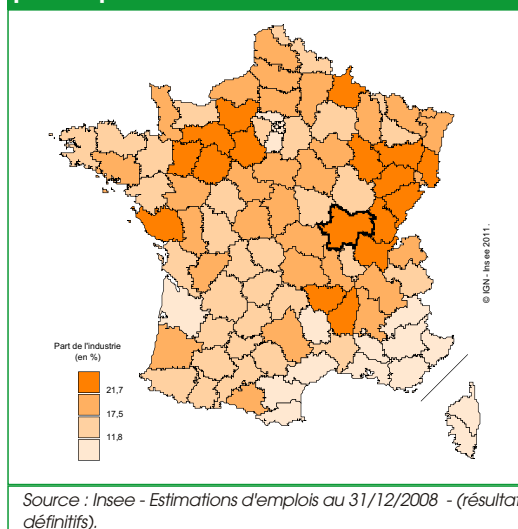 © IGN - Insee 2011.
Part de l'industrie
(en %)
21,7
17,5
11,8
Source : Insee - Estimations d'emplois au 31/12/2008 - (résultat
définitifs).